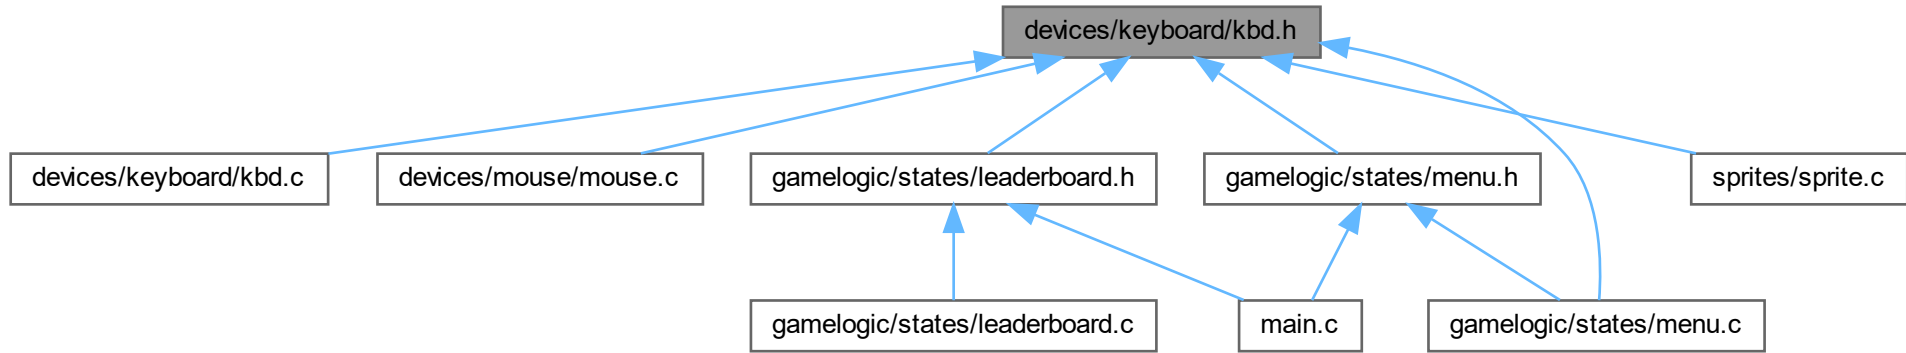 devices/keyboard/kbd.h
devices/keyboard/kbd.c
devices/mouse/mouse.c
gamelogic/states/leaderboard.h
gamelogic/states/menu.h
sprites/sprite.c
gamelogic/states/leaderboard.c
main.c
gamelogic/states/menu.c